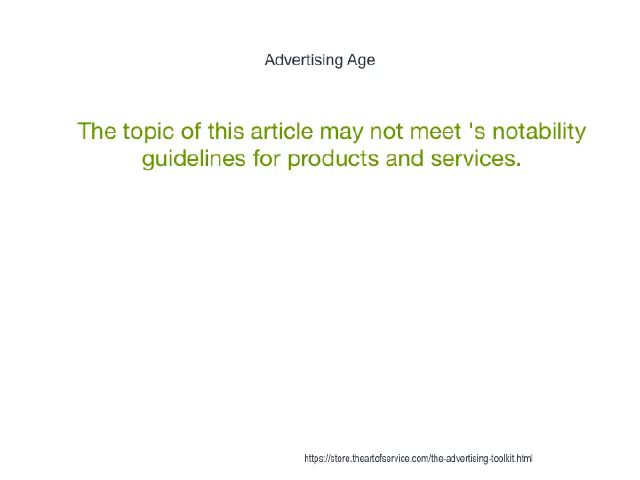 Advertising Age
The topic of this article may not meet 's notability
guidelines for products and services.
https://store.theartofservice.com/the-advertising-toolkit.html